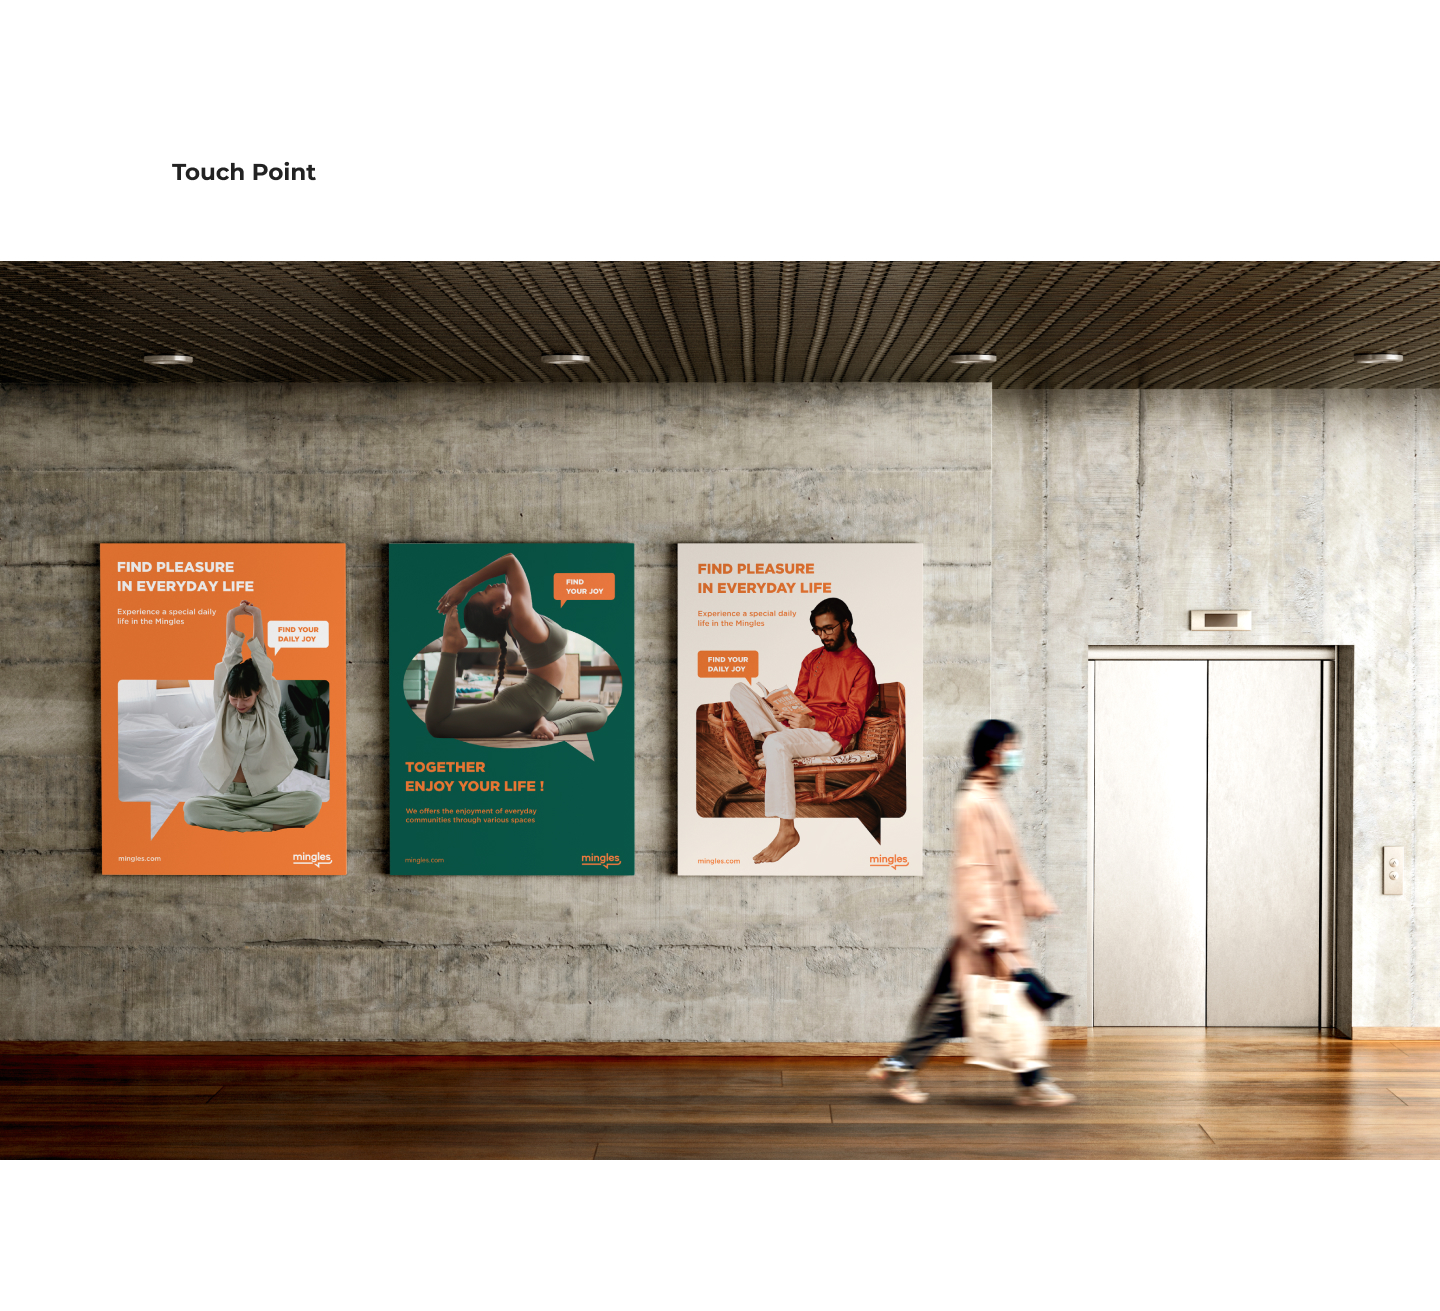 Touch Point
FIND PLEASURE
IN EVERYDAY LIFE
Experience a special daily
life in the Mingles
FIND YOUR
DAILY JOY
mingles.com
mingles
FIND
YOUR JOY
TOGETHER
ENJOY YOUR LIFE !
We offers the enjoyment of everyday
communities through various spaces
mingles.com
mingles
FIND PLEASURE
IN EVERYDAY LIFE
Experience a special daily
life in the Mingles
FIND YOUR
DAILY JOY
mingles.com
mingles